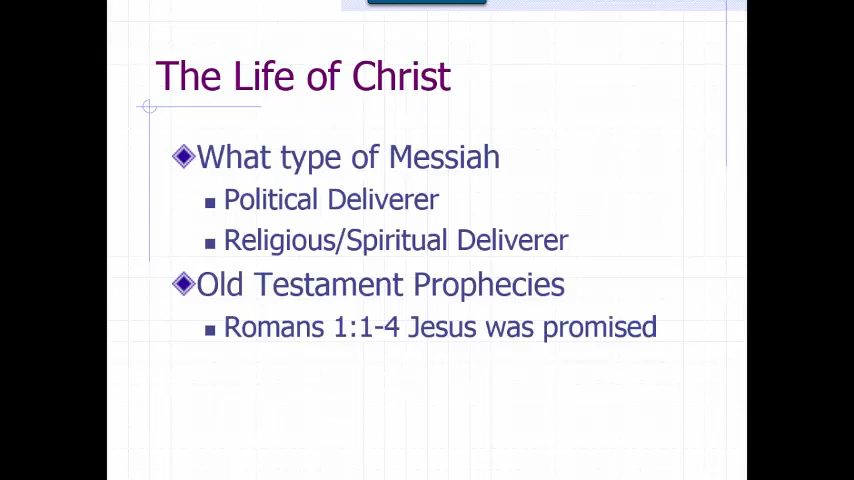 The Life of Christ
What type of Messiah
Political Deliverer
Religious/Spiritual Deliverer
Old Testament Prophecies
Romans 1:1-4 Jesus was promised